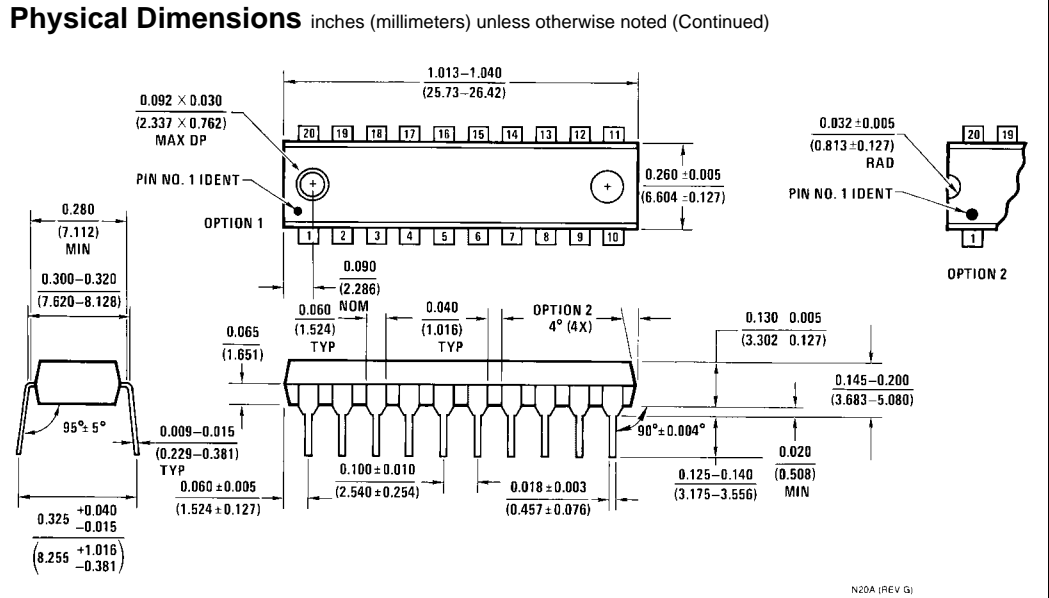 Physical Dimensions inches (millimeters) unless otherwise noted (Continued)
1.013–1.040
(25.73–26.42)
0.092 × 0.030
(2.337 × 0.762)
MAX DP
20 19 18 17 16 15 14 13 12 11
PIN NO. 1 IDENT
OPTION 1
1 2 3 4 5 6 7 8 9 10
0.260 ±0.005
(6.604 ±0.127)
0.032 ±0.005
(0.813 ±0.127)
RAD
20 19
PIN NO. 1 IDENT
1
OPTION 2
0.280
(7.112)
MIN
0.300–0.320
(7.620–8.128)
0.090
(2.286)
NOM
0.060
(1.524)
TYP
0.040
(1.016)
TYP
OPTION 2
4° (4X)
0.130 0.005
(3.302 0.127)
0.065
(1.651)
0.145–0.200
(3.683–5.080)
95° ± 5°
90° ±0.004°
0.009–0.015
(0.229–0.381)
TYP
0.100 ± 0.010
(2.540 ± 0.254)
0.020
(0.508)
MIN
0.125–0.140
(3.175–3.556)
0.060 ±0.005
(1.524 ± 0.127)
0.018 ± 0.003
(0.457 ± 0.076)
0.325 +0.040
−0.015
(8.255 +1.016
−0.381)
N20A (REV G)